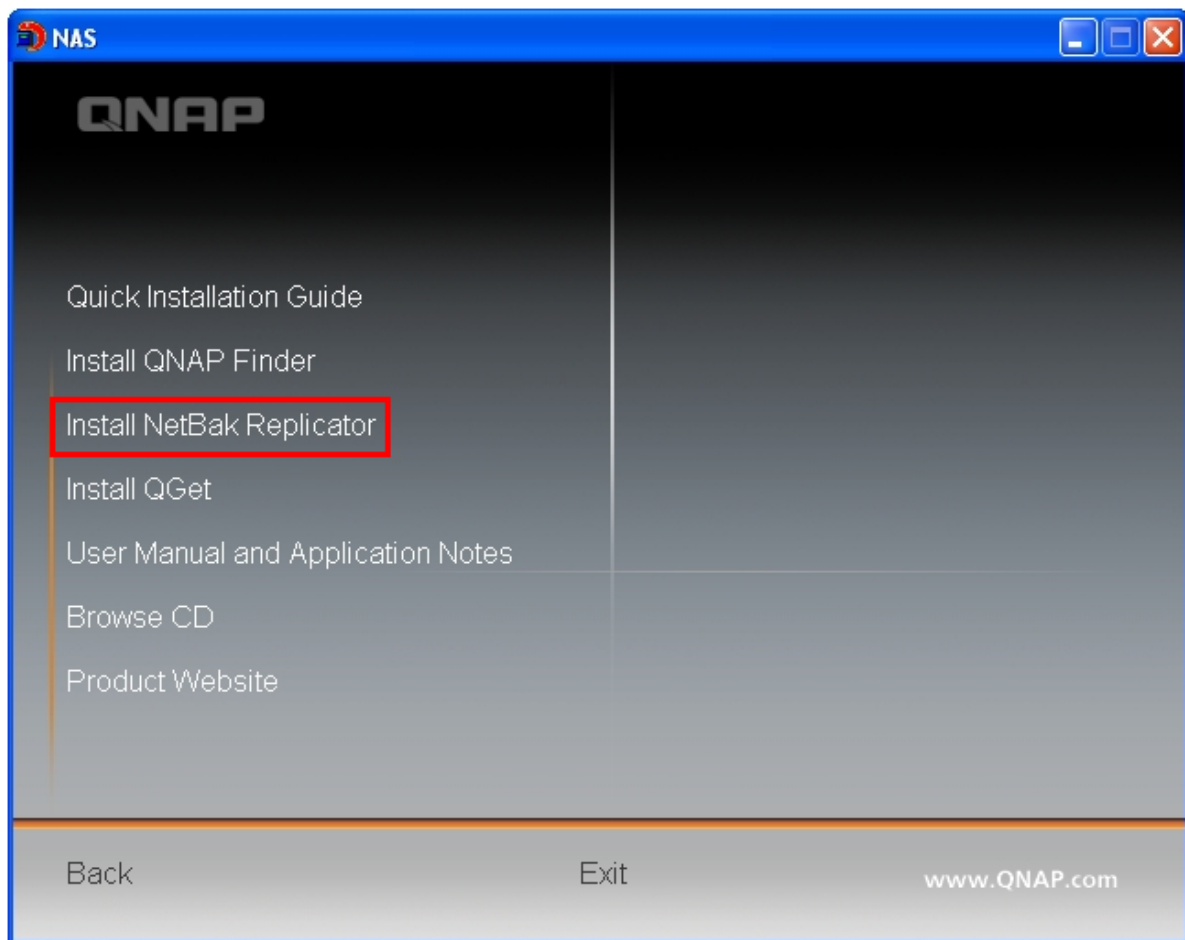 NAS
QNAP
Quick Installation Guide
Install QNAP Finder
Install NetBak Replicator
Install QGet
User Manual and Application Notes
Browse CD
Product Website
Back
Exit
www.QNAP.com